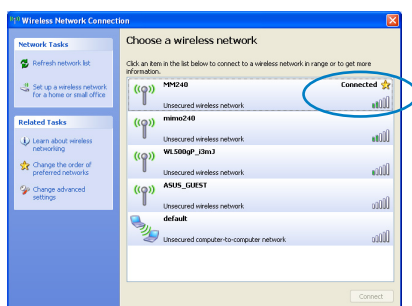 Wireless Network Connection
Network Tasks
Refresh network list
Set up a wireless network
for a home or small office
Related Tasks
Learn about wireless
networking
Change the order of
preferred networks
Change advanced
settings
Choose a wireless network
Click an item in the list below to connect to a wireless network in range or to get more
information.
MM240 Connected
Unsecured wireless network
mimo240
Unsecured wireless network
WL500gP_j3mJ
Unsecured wireless network
ASUS_GUEST
Unsecured wireless network
default
Unsecured computer-to-computer network
Connect